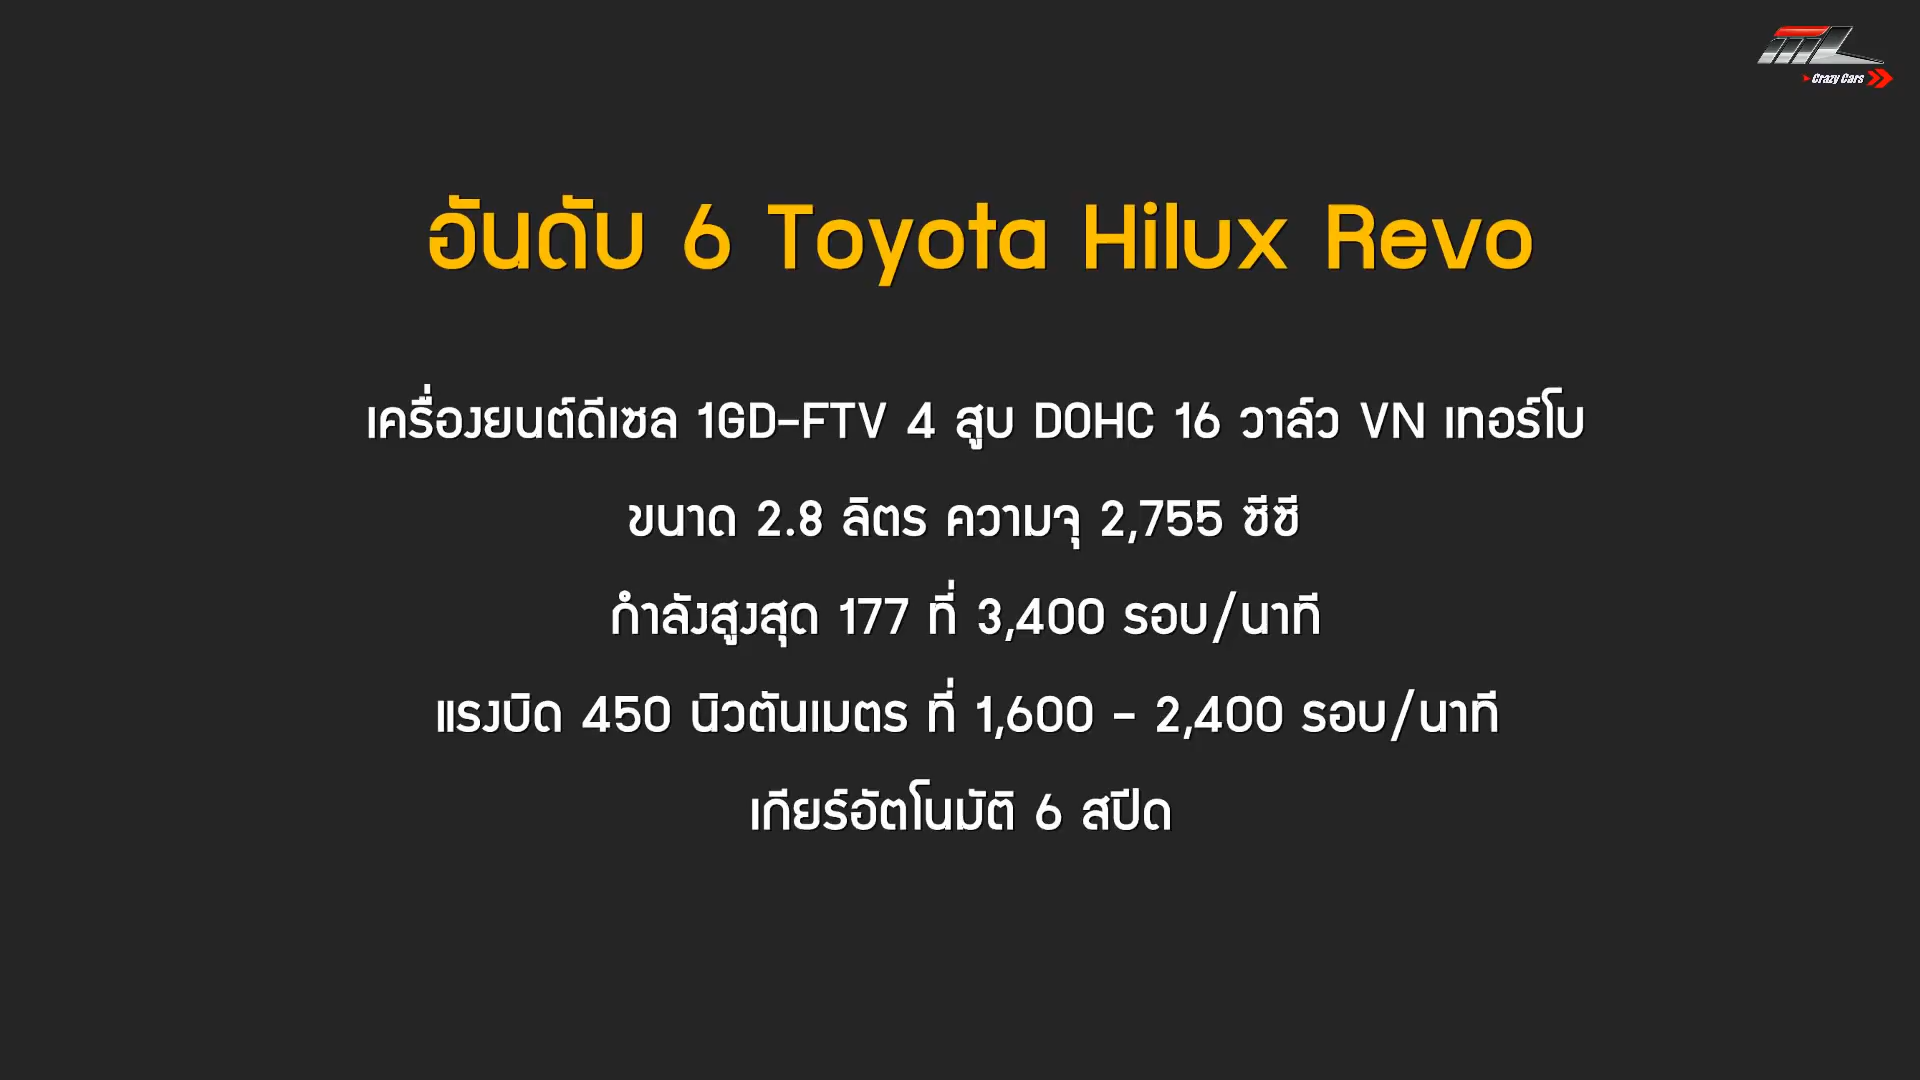 ML
Crazy Cars
อันดับ 6 Toyota Hilux Revo
เครื่องยนต์ดีเซล 1GD-FTV 4 สูบ DOHC 16 วาล์ว VN เทอร์โบ
ขนาด 2.8 ลิตร ความจุ 2,755 ซีซี
กำลังสูงสุด 177 ที่ 3,400 รอบ/นาที
แรงบิด 450 นิวตันเมตร ที่ 1,600 - 2,400 รอบ/นาที
เกียร์อัตโนมัติ 6 สปีด